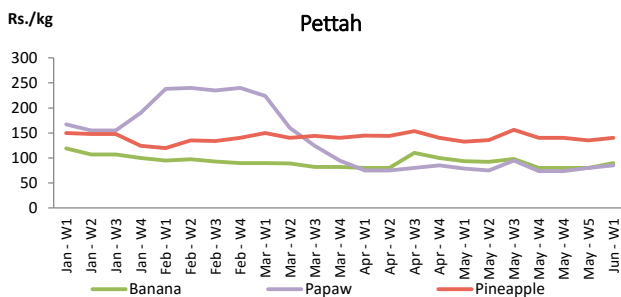 Rs./kg
Pettah
300
250
200
150
100
50
0
Jan - W1
Jan - W2
Jan - W3
Jan - W4
Feb - W1
Feb - W2
Feb - W3
Feb - W4
Mar - W1
Mar - W2
Mar - W3
Mar - W4
Apr - W1
Apr - W2
Apr - W3
Apr - W4
May - W1
May - W2
May - W3
May - W4
May - W4
May - W5
Jun - W1
Banana Papaw Pineapple